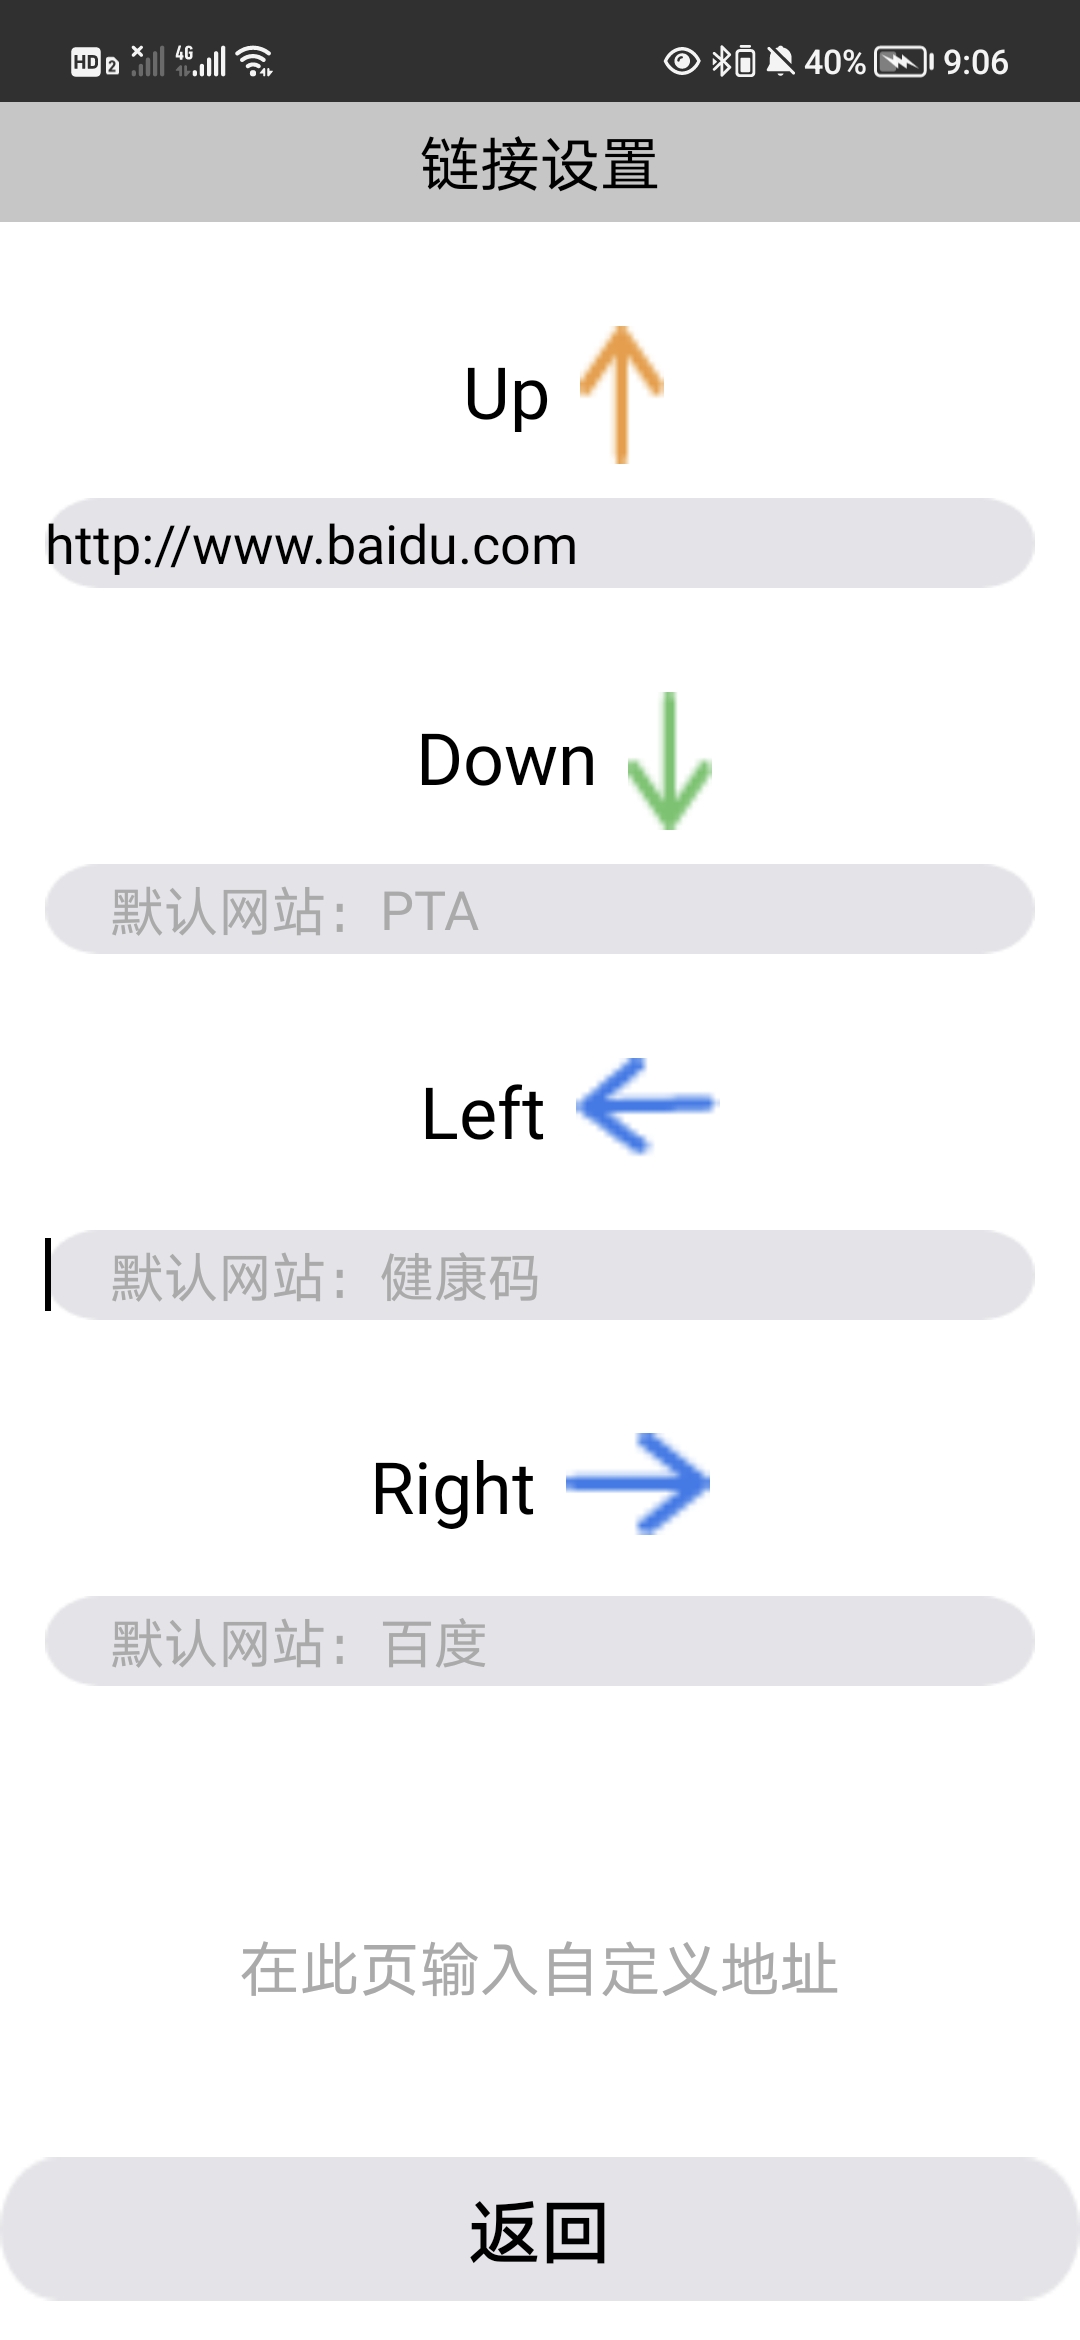 HD 2 4G 40% 9:06
链接设置
Up
http://www.baidu.com
Down
默认网站：PTA
Left
默认网站：健康码
Right
默认网站：百度
在此页输入自定义地址
返回